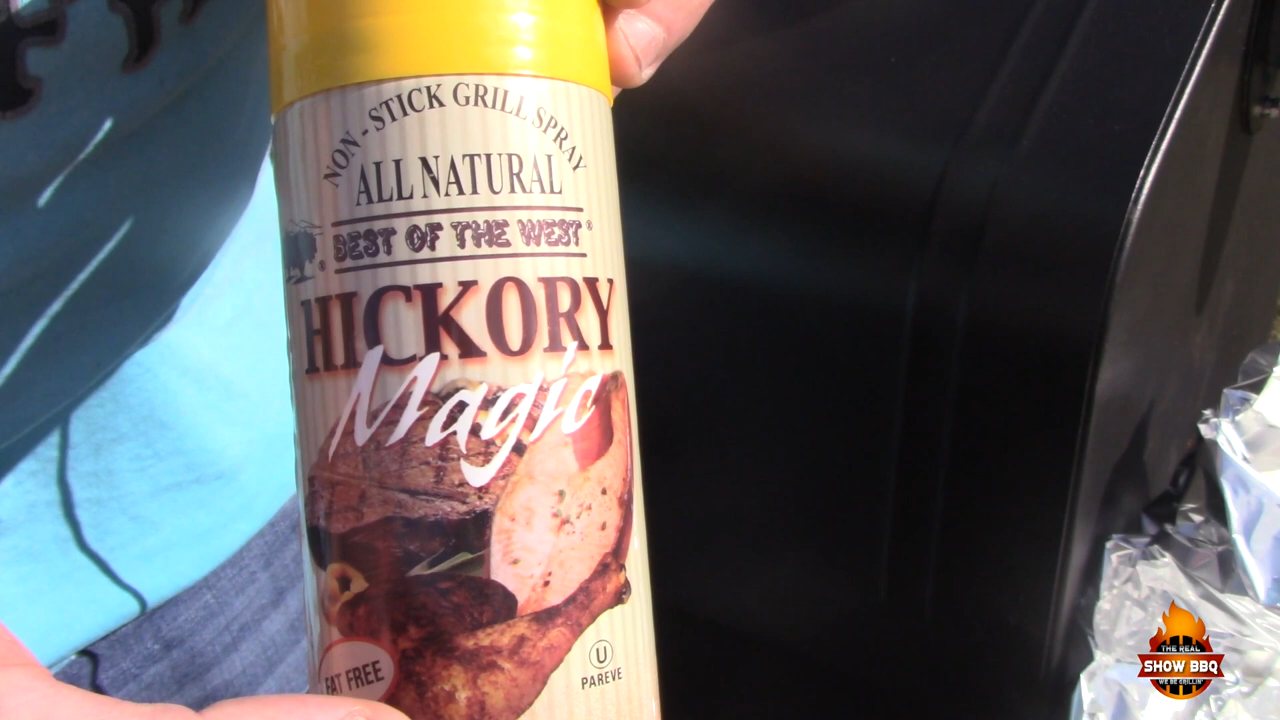 NON-STICK GRILL SPRAY
ALL NATURAL
BEST OF THE WEST®
HICKORY
Magic
FAT FREE
U
PAREVE
THE REAL
SHOW BBQ
WE BE GRILLIN'